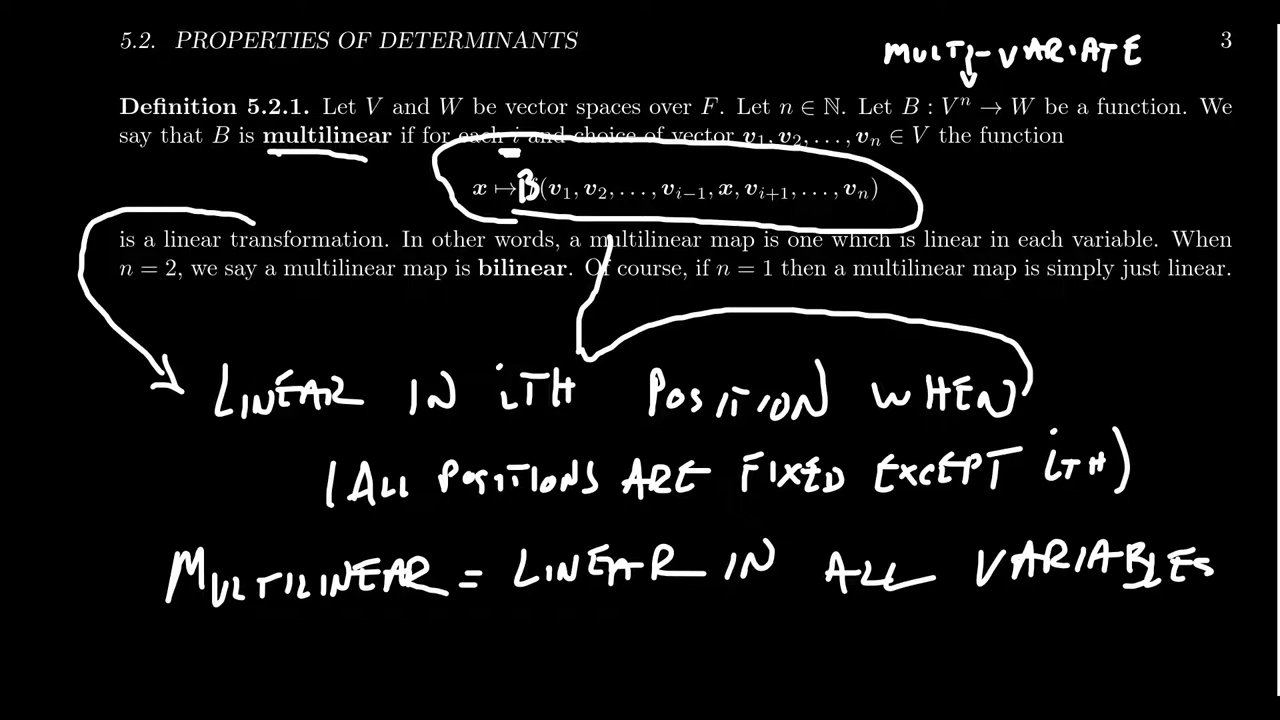 5.2. PROPERTIES OF DETERMINANTS 3
MULTI-VARIATE
Definition 5.2.1. Let V and W be vector spaces over F. Let n ∈ ℕ. Let B : Vⁿ → W be a function. We
say that B is multilinear if for each i and choice of vector v₁, v₂, . . . , vₙ ∈ V the function
x ↦ B(v₁, v₂, . . . , vᵢ₋₁, x, vᵢ₊₁, . . . , vₙ)
is a linear transformation. In other words, a multilinear map is one which is linear in each variable. When
n = 2, we say a multilinear map is bilinear. Of course, if n = 1 then a multilinear map is simply just linear.
LINEAR IN iTH POSITION WHEN
(ALL POSITIONS ARE FIXED EXCEPT iTH)
MULTILINEAR = LINEAR IN ALL VARIABLES